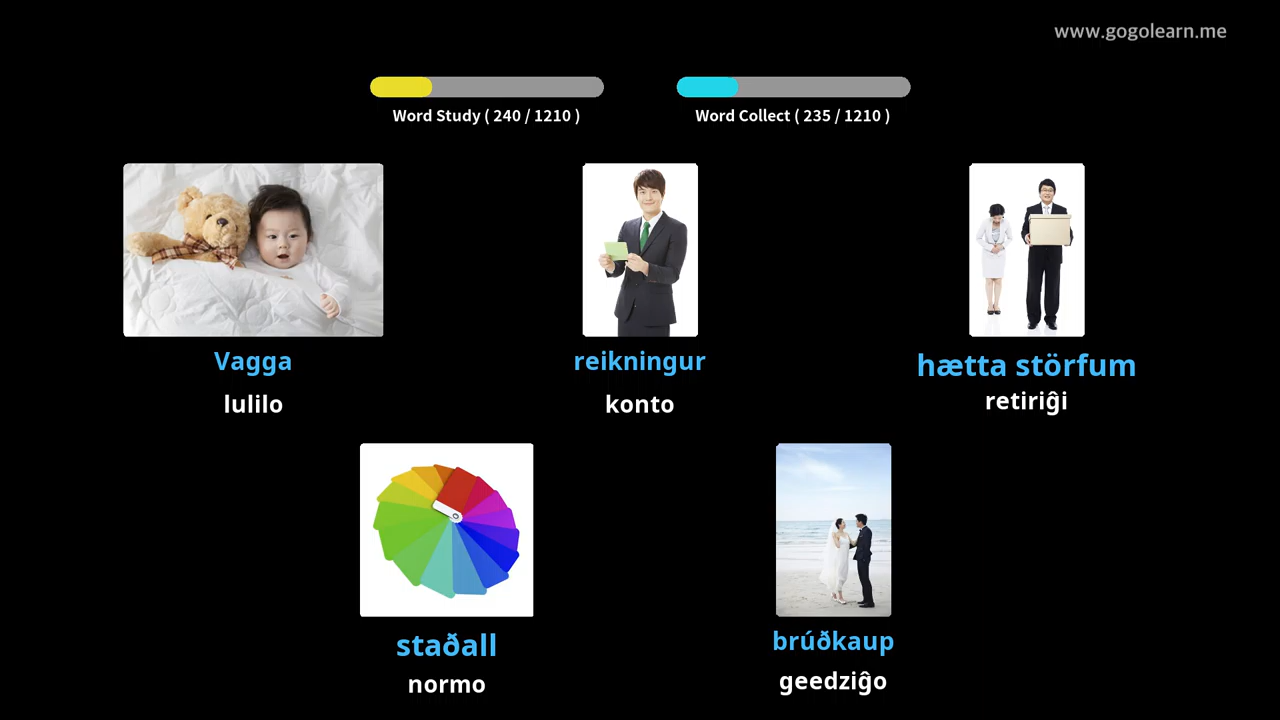 www.gogolearn.me
Word Study ( 240 / 1210 )
Word Collect ( 235 / 1210 )
Vagga
lulilo
reikningur
konto
hætta störfum
retiriĝi
staðall
normo
brúðkaup
geedziĝo